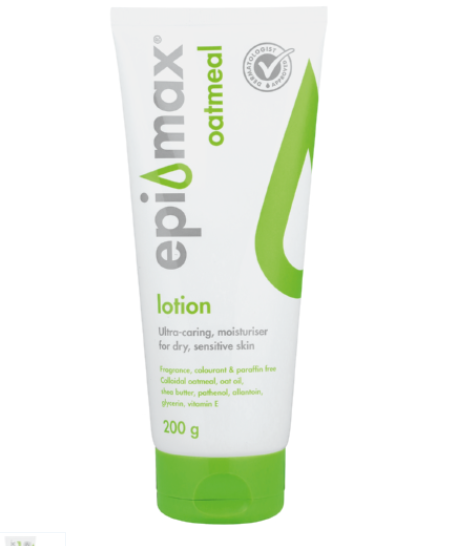 epimax®
oatmeal
DERMATOLOGIST
APPROVED
lotion
Ultra-caring, moisturiser
for dry, sensitive skin
Fragrance, colourant & paraffin free
Colloidal oatmeal, oat oil,
shea butter, pathenol, allantoin,
glycerin, vitamin E
200 g